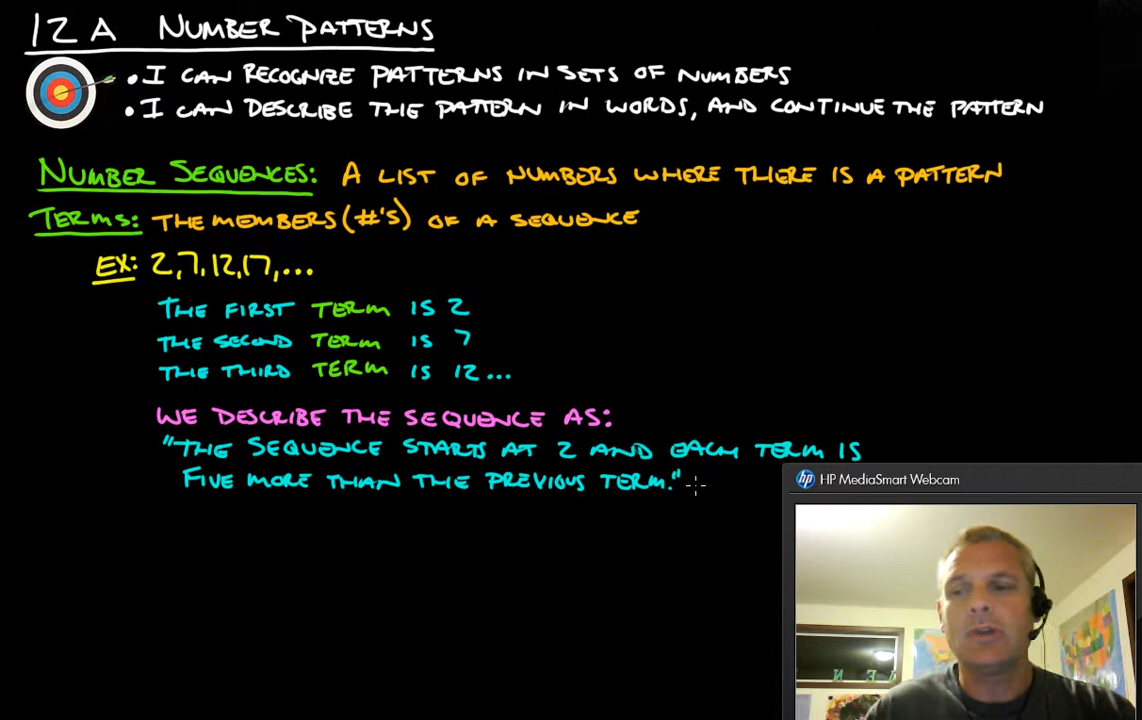 12A NUMBER PATTERNS
• I CAN RECOGNIZE PATTERNS IN SETS OF NUMBERS
• I CAN DESCRIBE THE PATTERN IN WORDS, AND CONTINUE THE PATTERN
NUMBER SEQUENCES: A LIST OF NUMBERS WHERE THERE IS A PATTERN
TERMS: THE MEMBERS (#'S) OF A SEQUENCE
EX: 2, 7, 12, 17, ...
THE FIRST TERM IS 2
THE SECOND TERM IS 7
THE THIRD TERM IS 12...
WE DESCRIBE THE SEQUENCE AS:
"THE SEQUENCE STARTS AT 2 AND EACH TERM IS
FIVE MORE THAN THE PREVIOUS TERM."
hp HP MediaSmart Webcam